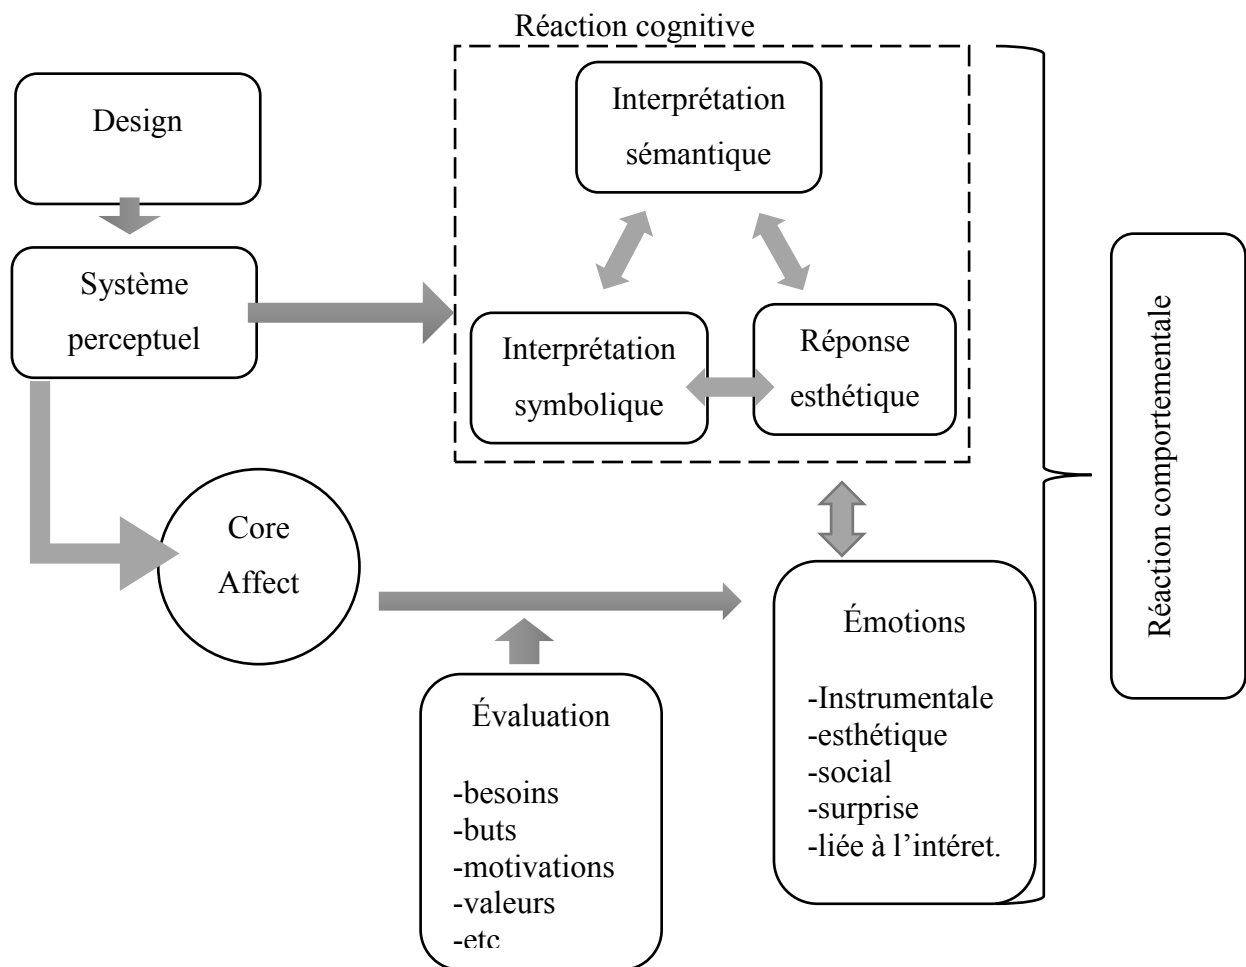 Réaction cognitive
Design
Interprétation
sémantique
Système
perceptuel
Interprétation
symbolique
Réponse
esthétique
Réaction comportementale
Core
Affect
Émotions
-Instrumentale
-esthétique
-social
-surprise
-liée à l’intéret.
Évaluation
-besoins
-buts
-motivations
-valeurs
-etc